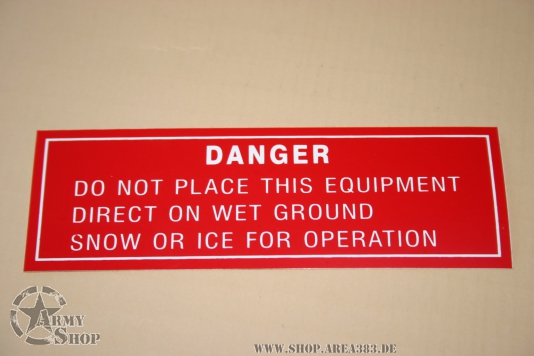 DANGER
DO NOT PLACE THIS EQUIPMENT
DIRECT ON WET GROUND
SNOW OR ICE FOR OPERATION
ARMY
SHOP
WWW.SHOP.AREA383.DE